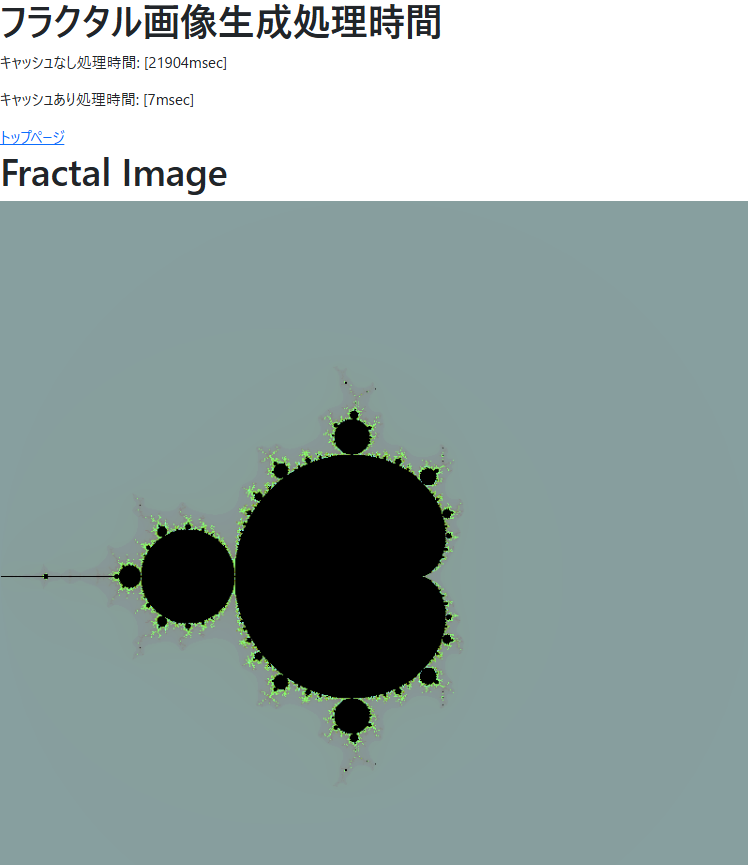 フラクタル画像生成処理時間
キャッシュなし処理時間: [21904msec]
キャッシュあり処理時間: [7msec]
トップページ
Fractal Image